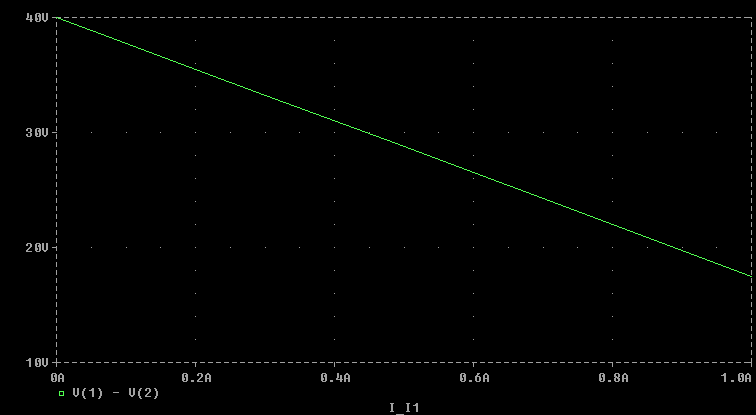 40V
30V
20V
10V
0A 0.2A 0.4A 0.6A 0.8A 1.0A
▫ V(1) - V(2)
I_I1